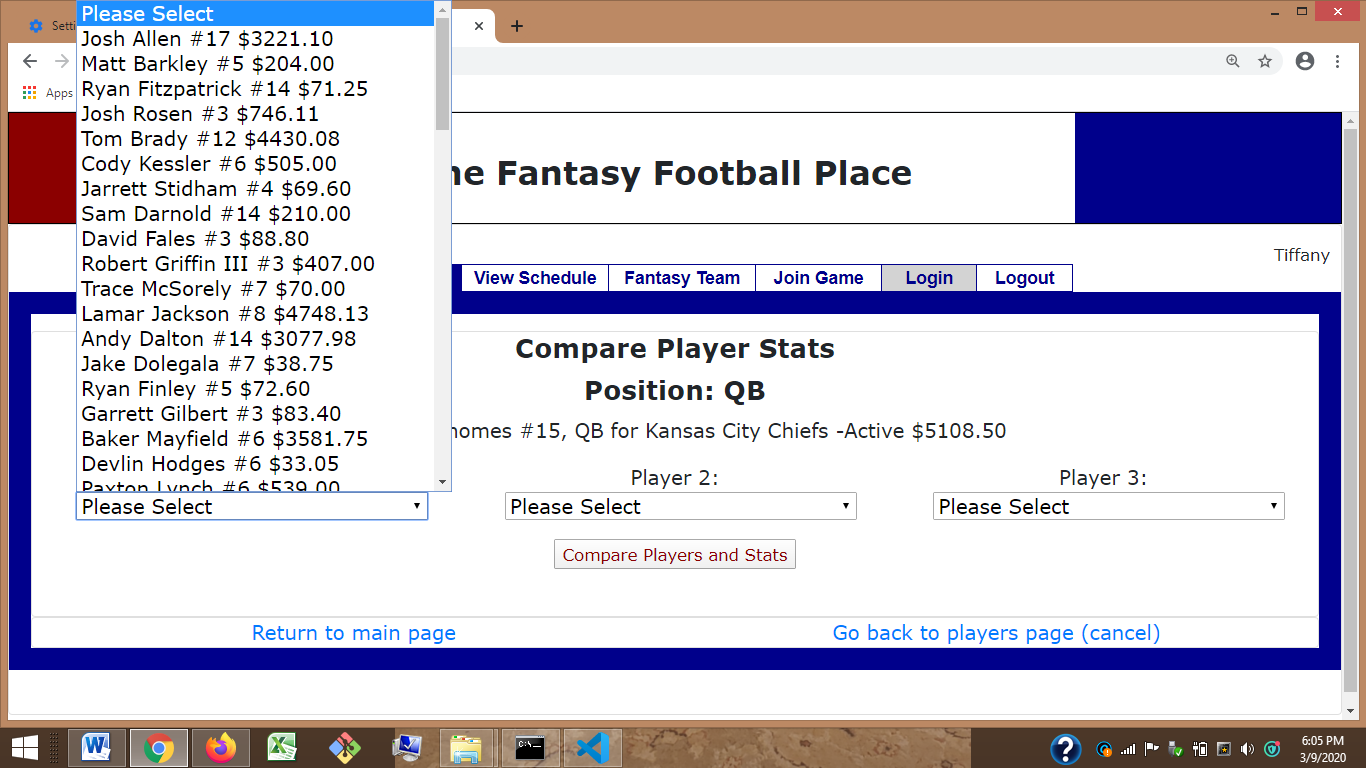 Setti
Please Select
Josh Allen #17 $3221.10
Matt Barkley #5 $204.00
Ryan Fitzpatrick #14 $71.25
Josh Rosen #3 $746.11
Tom Brady #12 $4430.08
Cody Kessler #6 $505.00
Jarrett Stidham #4 $69.60
Sam Darnold #14 $210.00
David Fales #3 $88.80
Robert Griffin III #3 $407.00
Trace McSorely #7 $70.00
Lamar Jackson #8 $4748.13
Andy Dalton #14 $3077.98
Jake Dolegala #7 $38.75
Ryan Finley #5 $72.60
Garrett Gilbert #3 $83.40
Baker Mayfield #6 $3581.75
Devlin Hodges #6 $33.05
Paxton Lynch #6 $539.00
Apps
he Fantasy Football Place
Tiffany
View Schedule Fantasy Team Join Game Login Logout
Compare Player Stats
Position: QB
homes #15, QB for Kansas City Chiefs -Active $5108.50
Player 2: Player 3:
Please Select Please Select Please Select
Compare Players and Stats
Return to main page Go back to players page (cancel)
6:05 PM
3/9/2020